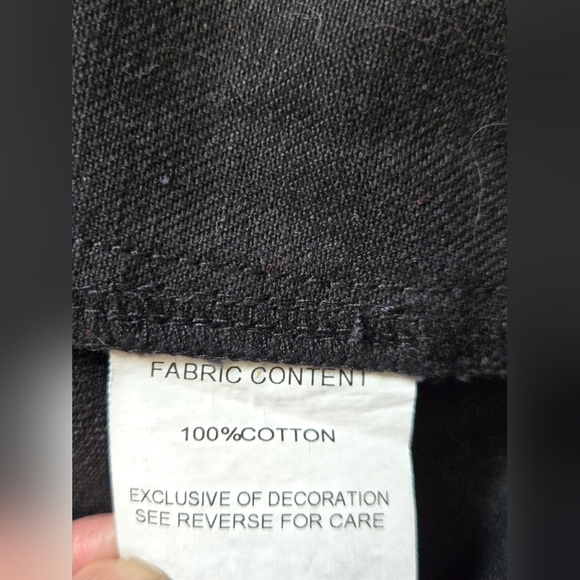 FABRIC CONTENT
100%COTTON
EXCLUSIVE OF DECORATION
SEE REVERSE FOR CARE